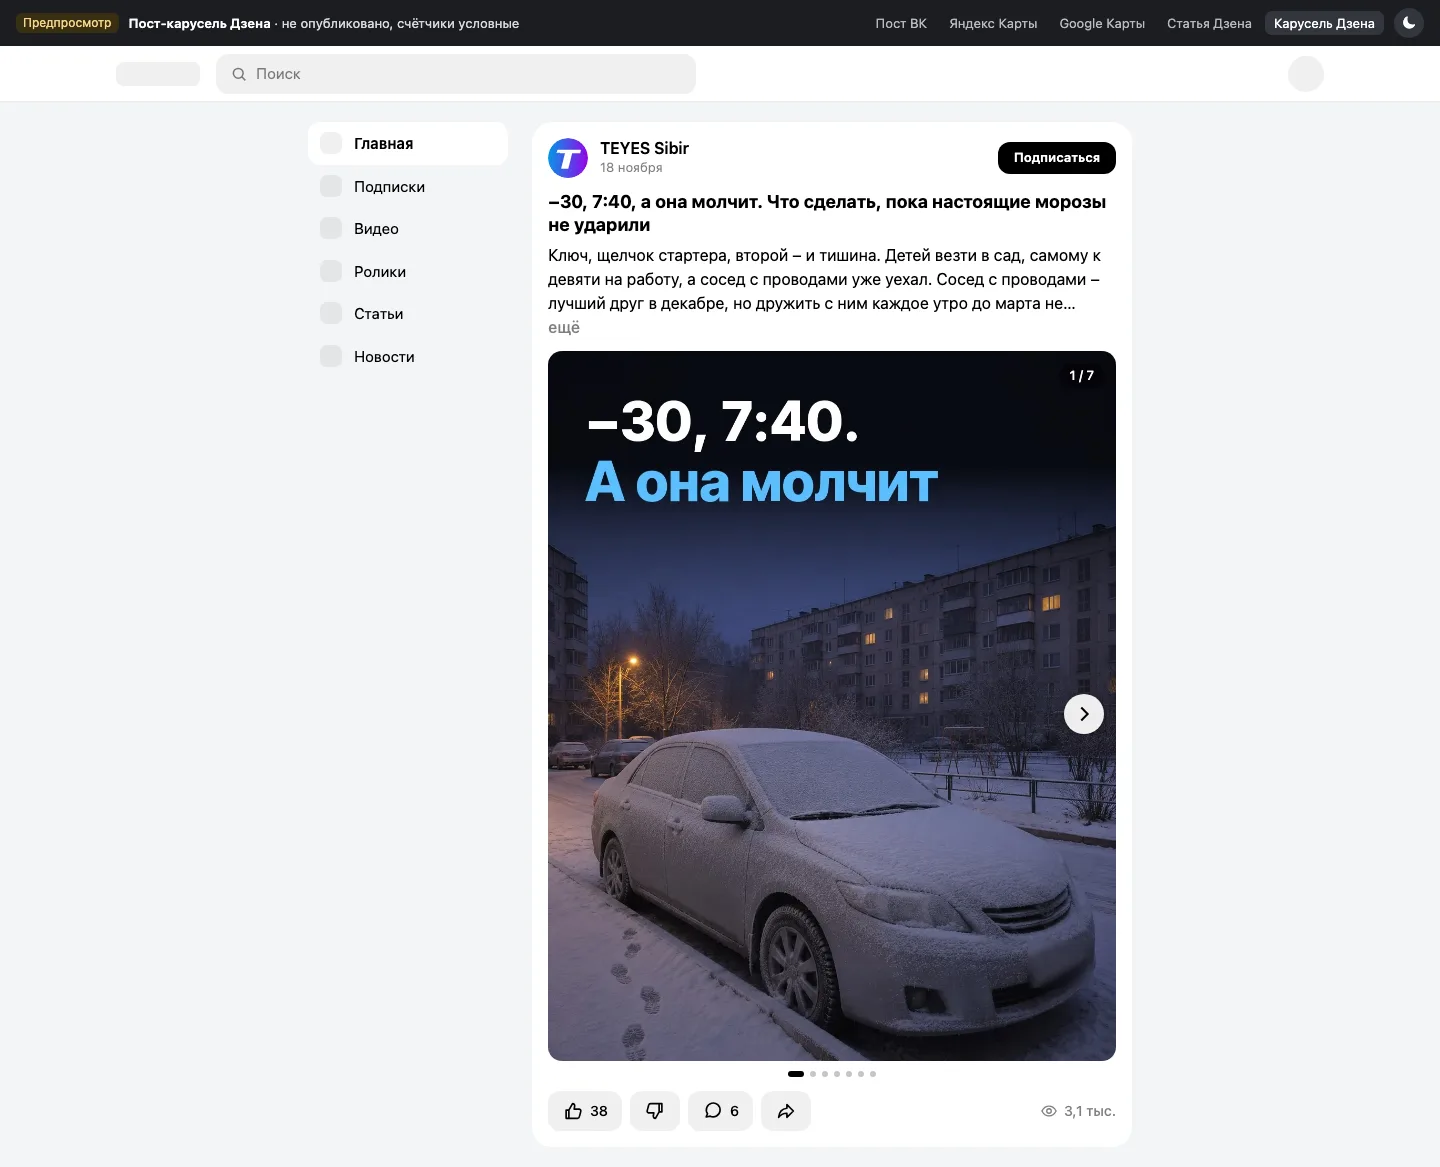 Предпросмотр Пост-карусель Дзена · не опубликовано, счётчики условные Пост ВК Яндекс Карты Google Карты Статья Дзена Карусель Дзена
Поиск
Главная
Подписки
Видео
Ролики
Статьи
Новости
TEYES Sibir
18 ноября
Подписаться
–30, 7:40, а она молчит. Что сделать, пока настоящие морозы
не ударили
Ключ, щелчок стартера, второй – и тишина. Детей везти в сад, самому к
девяти на работу, а сосед с проводами уже уехал. Сосед с проводами –
лучший друг в декабре, но дружить с ним каждое утро до марта не...
ещё
1 / 7
–30, 7:40.
А она молчит
38 6 3,1 тыс.